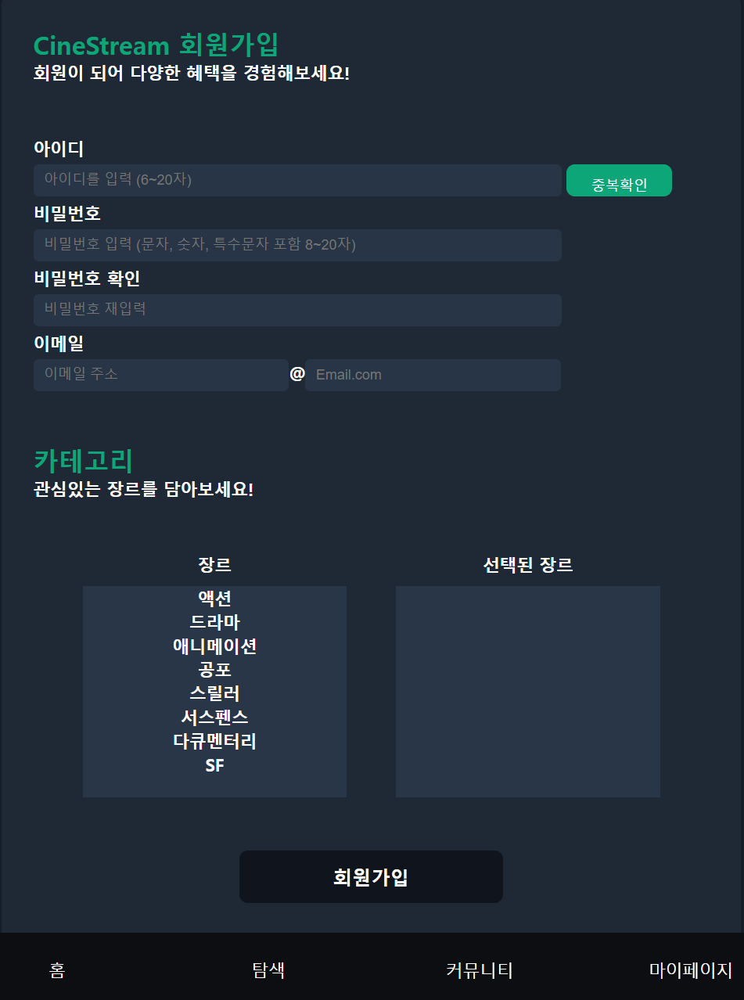 CineStream 회원가입
회원이 되어 다양한 혜택을 경험해보세요!
아이디
아이디를 입력 (6~20자)
중복확인
비밀번호
비밀번호 입력 (문자, 숫자, 특수문자 포함 8~20자)
비밀번호 확인
비밀번호 재입력
이메일
이메일 주소 @ Email.com
카테고리
관심있는 장르를 담아보세요!
장르
액션
드라마
애니메이션
공포
스릴러
서스펜스
다큐멘터리
SF
선택된 장르
회원가입
홈 탐색 커뮤니티 마이페이지